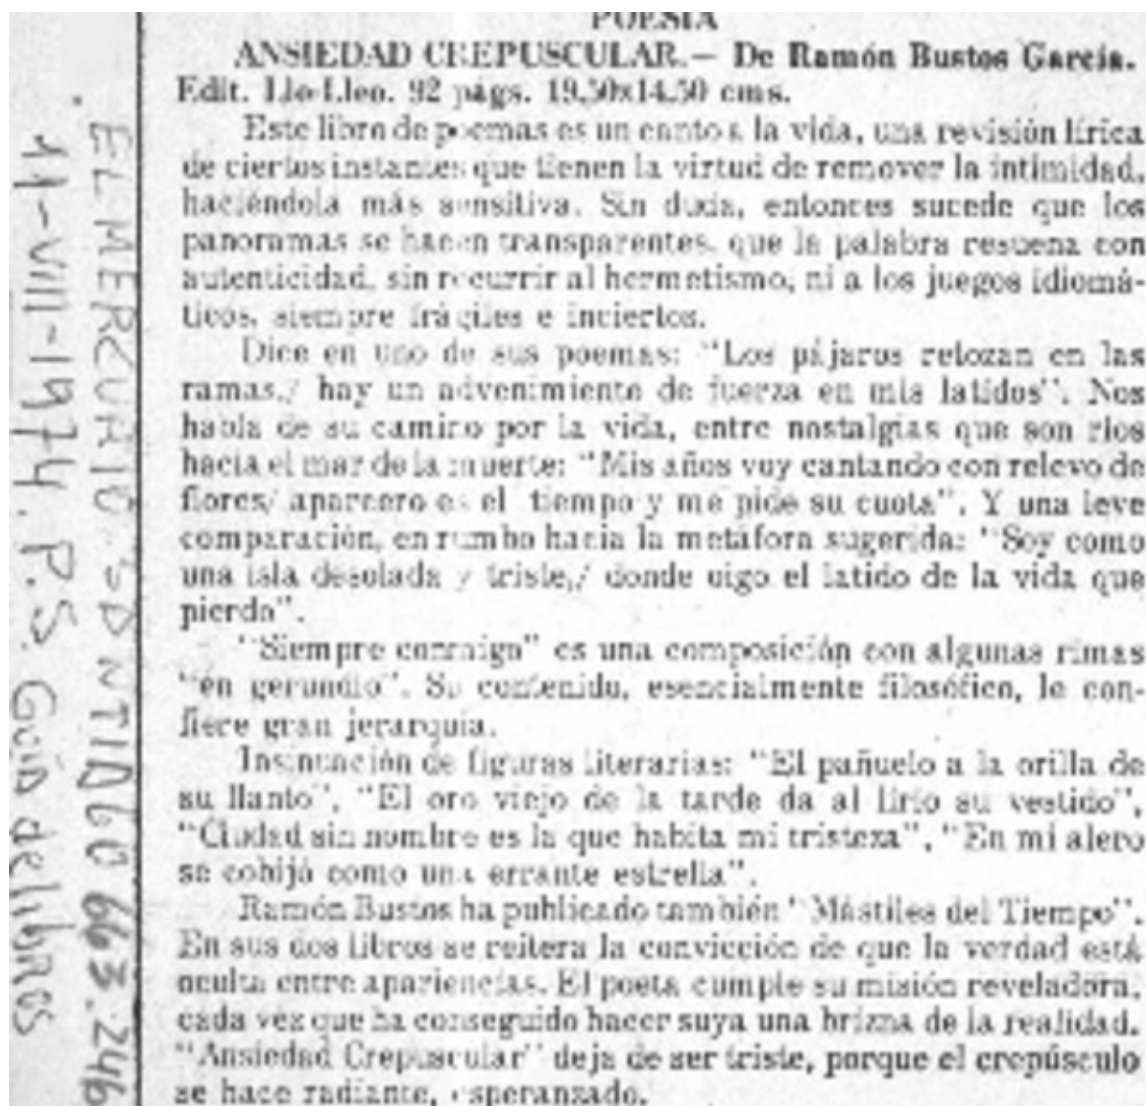 POESIA
ANSIEDAD CREPUSCULAR.— De Ramón Bustos García.
Edit. Llo-Lleo. 92 págs. 19.50x14.50 cms.
Este libro de poemas es un canto a la vida, una revisión lírica
de ciertos instantes que tienen la virtud de remover la intimidad,
haciéndola más sensitiva. Sin duda, entonces sucede que los
panoramas se hacen transparentes, que la palabra resuena con
autenticidad, sin recurrir al hermetismo, ni a los juegos idiomá-
ticos, siempre frágiles e inciertos.
Dice en uno de sus poemas: "Los pájaros retozan en las
ramas,/ hay un advenimiento de fuerza en mis latidos". Nos
habla de su camino por la vida, entre nostalgias que son ríos
hacia el mar de la muerte: "Mis años voy cantando con relevo de
flores/ aparcero es el tiempo y me pide su cuota". Y una leve
comparación, en rumbo hacia la metáfora sugerida: "Soy como
una isla desolada y triste,/ donde oigo el latido de la vida que
pierdo".
"Siempre conmigo" es una composición con algunas rimas
"en gerundio". Su contenido, esencialmente filosófico, le con-
fiere gran jerarquía.
Insinuación de figuras literarias: "El pañuelo a la orilla de
su llanto", "El oro viejo de la tarde da al lirio su vestido",
"Ciudad sin nombre es la que habita mi tristeza", "En mi alero
se cobijó como una errante estrella".
Ramón Bustos ha publicado también "Mástiles del Tiempo".
En sus dos libros se reitera la convicción de que la verdad está
oculta entre apariencias. El poeta cumple su misión reveladora,
cada vez que ha conseguido hacer suya una brizna de la realidad.
"Ansiedad Crepuscular" deja de ser triste, porque el crepúsculo
se hace radiante, esperanzado.
EL MERCURIO. SANTIAGO 663.246
11-VIII-1974. P.S. Guía de libros